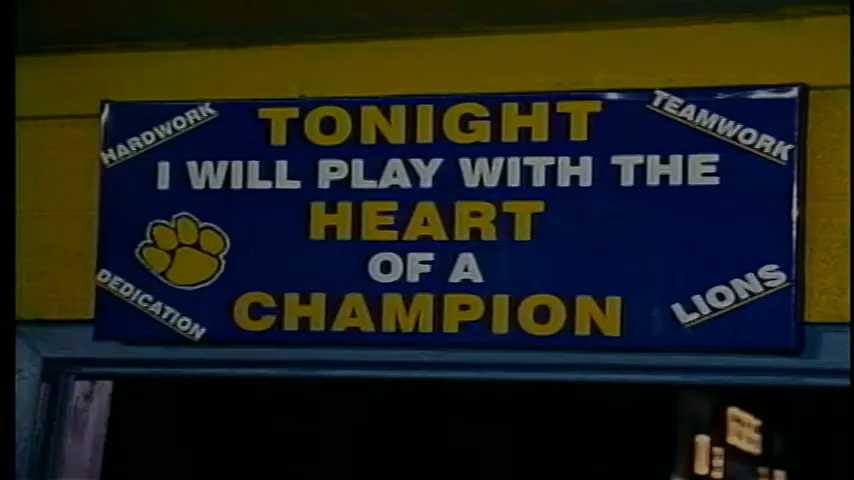 HARDWORK
TEAMWORK
TONIGHT
I WILL PLAY WITH THE
HEART
OF A
CHAMPION
DEDICATION
LIONS